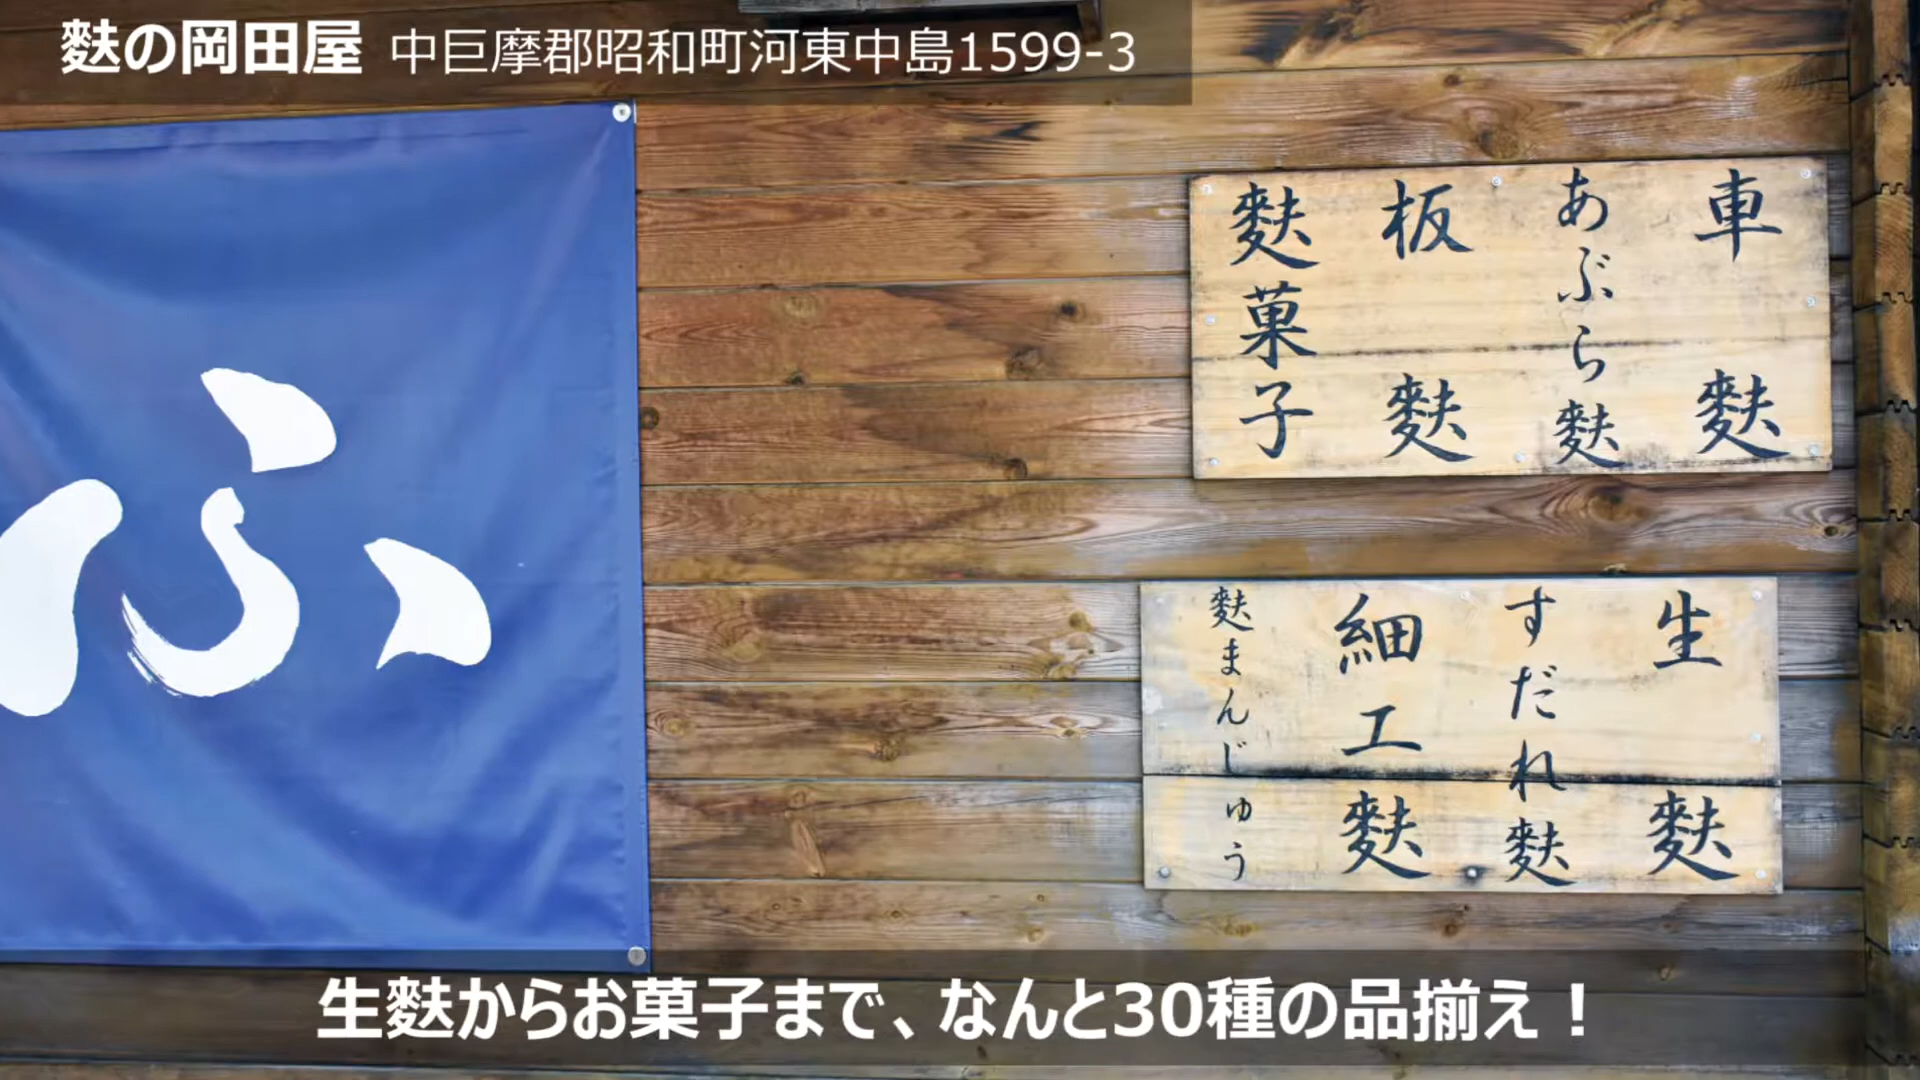 麩の岡田屋 中巨摩郡昭和町河東中島1599-3
ふ
車麩
あぶら麩
板麩
麩菓子
生麩
すだれ麩
細工麩
麩まんじゅう
生麩からお菓子まで、なんと30種の品揃え！